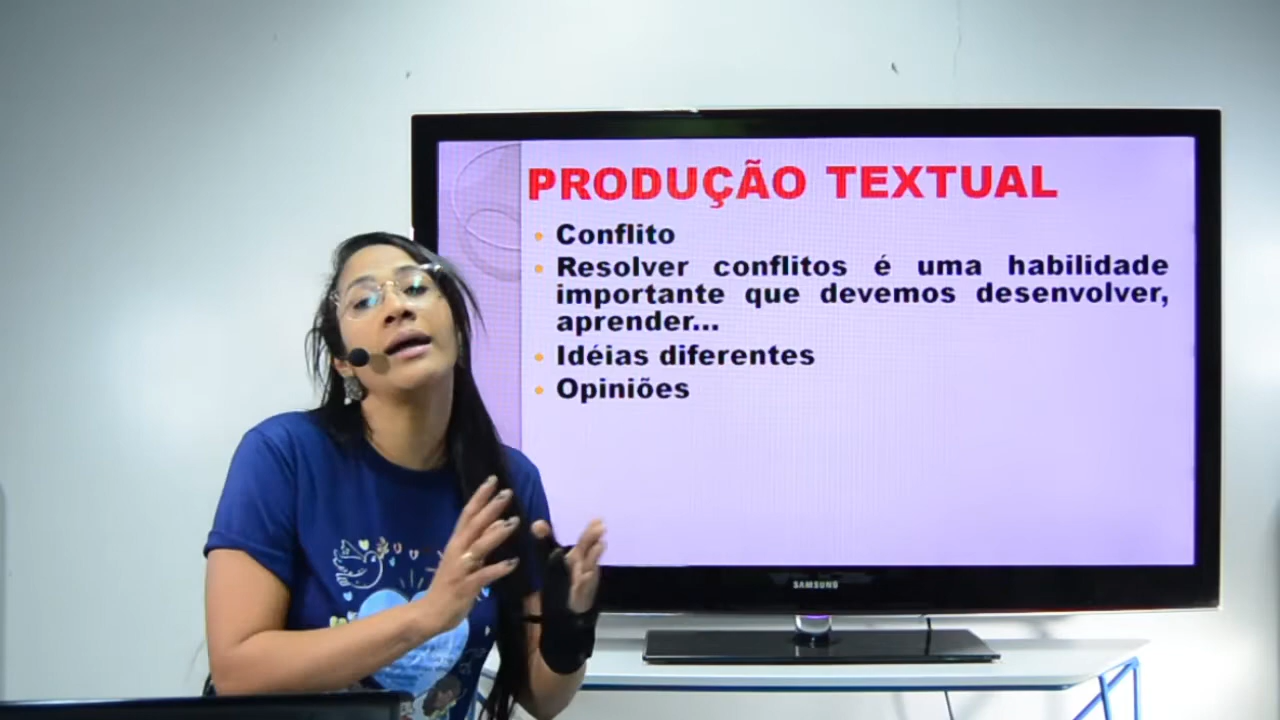 PRODUÇÃO TEXTUAL
Conflito
Resolver conflitos é uma habilidade
importante que devemos desenvolver,
aprender...
Idéias diferentes
Opiniões
SAMSUNG